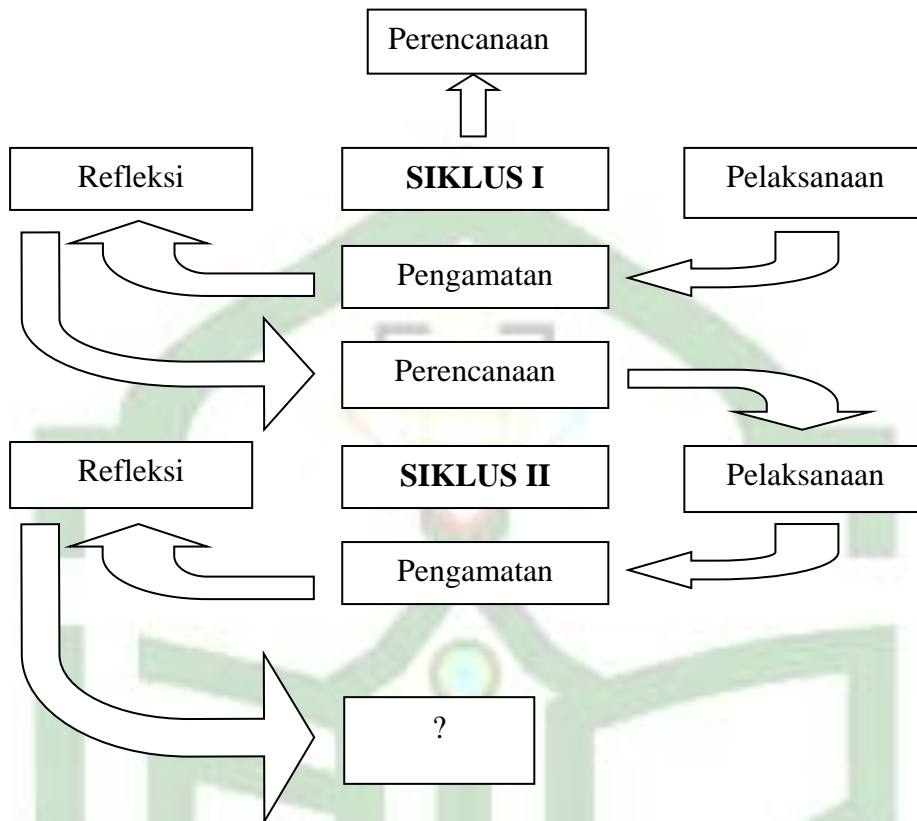 Perencanaan
Refleksi
SIKLUS I
Pelaksanaan
Pengamatan
Perencanaan
Refleksi
SIKLUS II
Pelaksanaan
Pengamatan
?